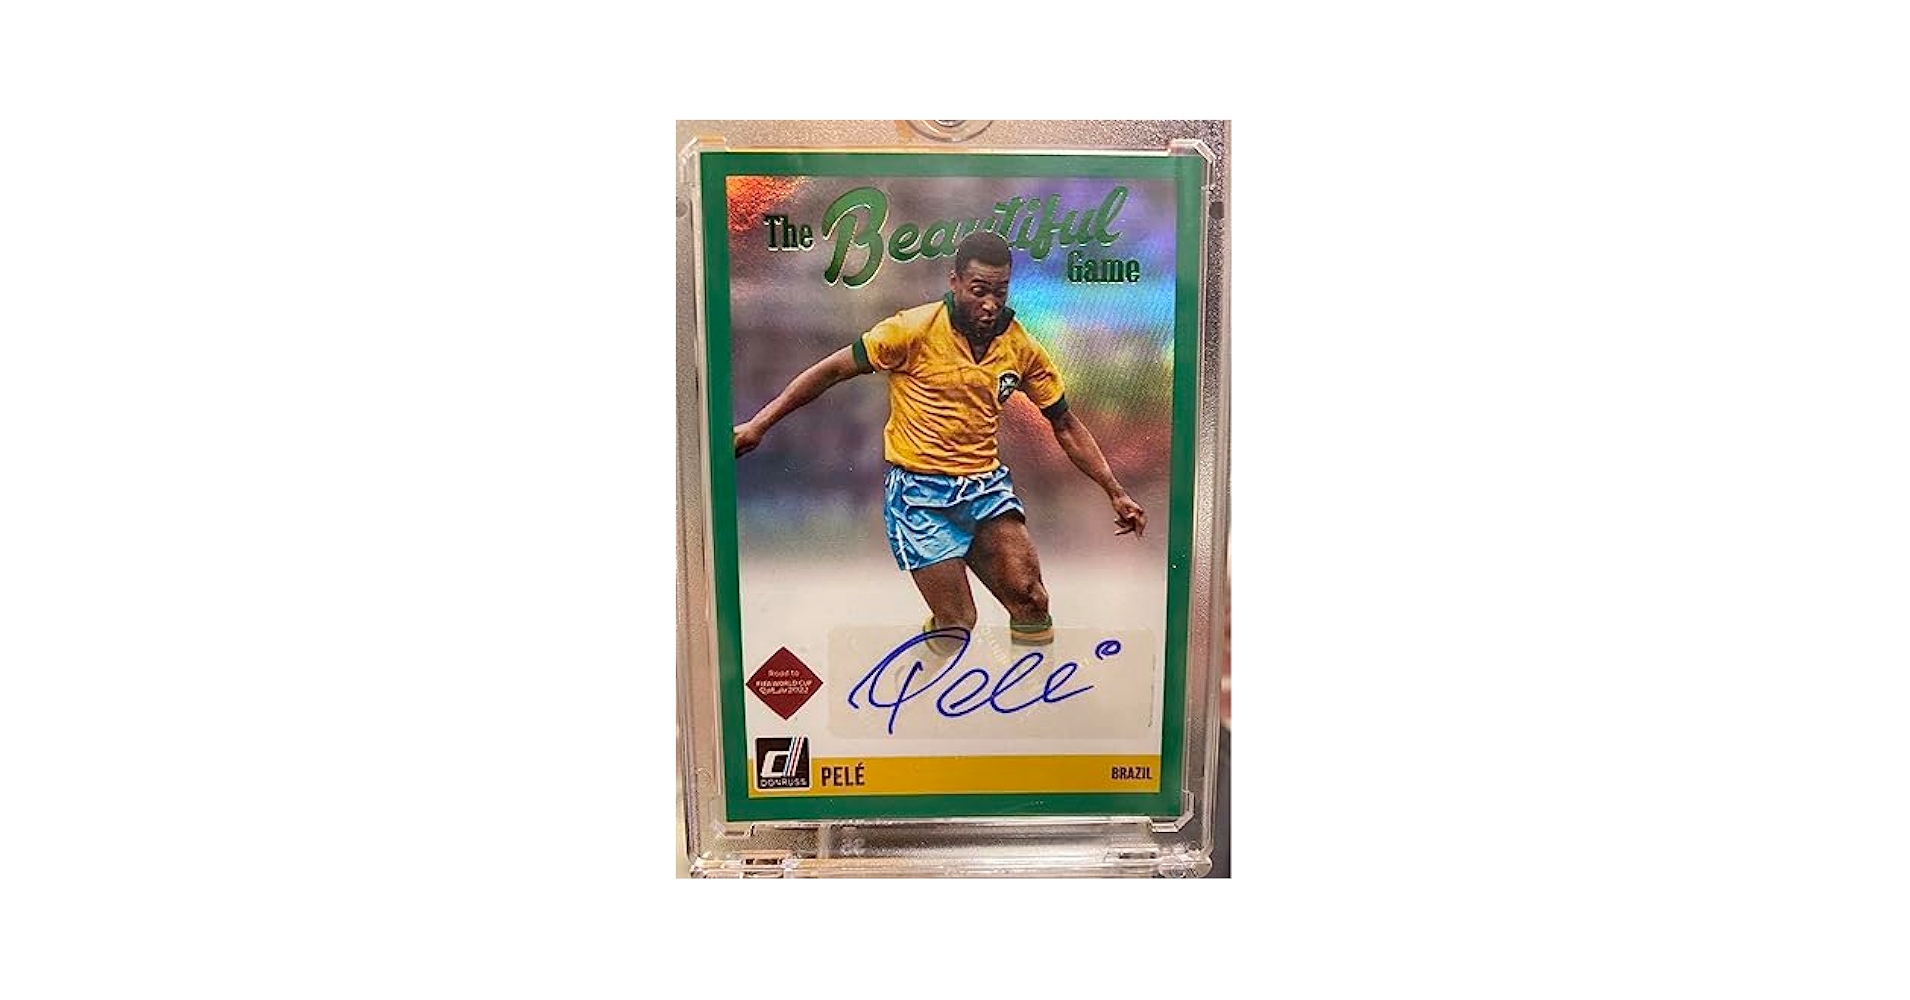 The Beautiful
Game
Road to
FIFA WORLD CUP
Qatar2022
Pelé
DONRUSS
PELÉ
BRAZIL